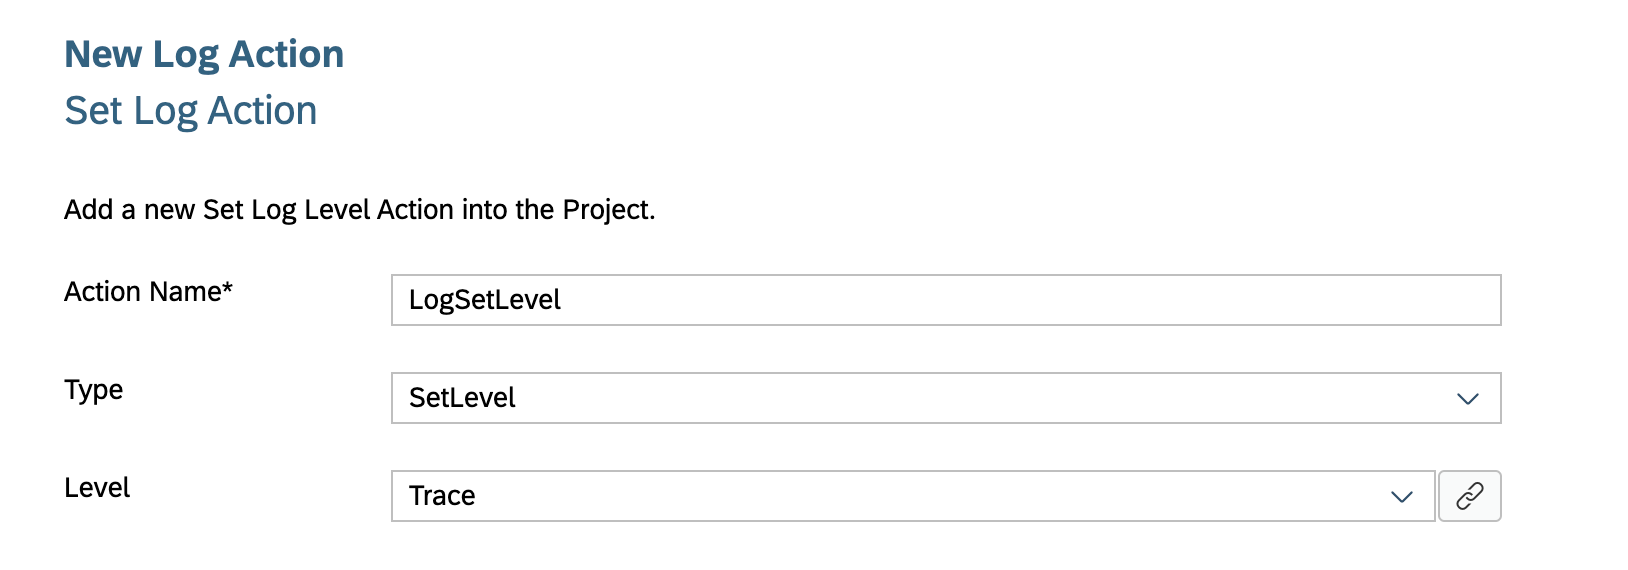 New Log Action
Set Log Action
Add a new Set Log Level Action into the Project.
Action Name*
LogSetLevel
Type
SetLevel
Level
Trace